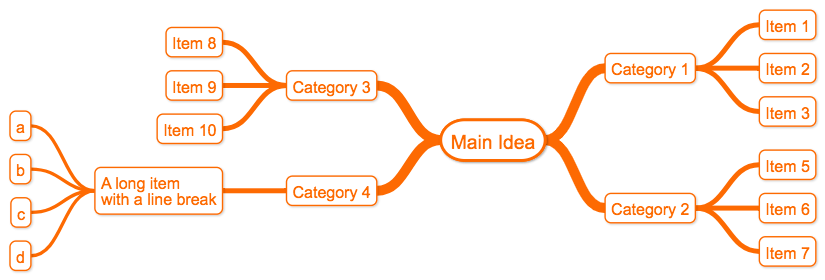 Main Idea
Category 1
Item 1
Item 2
Item 3
Category 2
Item 5
Item 6
Item 7
Category 3
Item 8
Item 9
Item 10
Category 4
A long item
with a line break
a
b
c
d